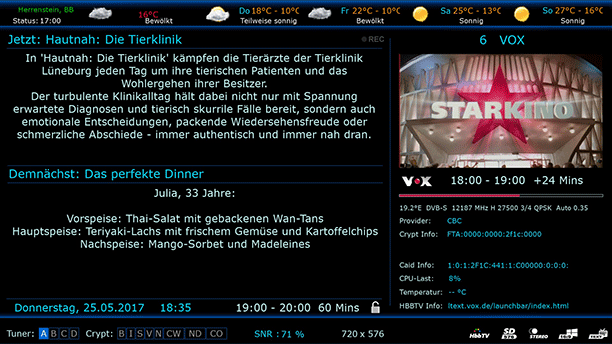 Herrenstein, BB
Status: 17:00
16°C
Bewölkt
Do 18°C - 10°C
Teilweise sonnig
Fr 22°C - 10°C
Bewölkt
Sa 25°C - 13°C
Sonnig
So 27°C - 16°C
Sonnig
Jetzt: Hautnah: Die Tierklinik
REC
In 'Hautnah: Die Tierklinik' kämpfen die Tierärzte der Tierklinik
Lüneburg jeden Tag um ihre tierischen Patienten und das
Wohlergehen ihrer Besitzer.
Der turbulente Klinikalltag hält dabei nicht nur mit Spannung
erwartete Diagnosen und tierisch skurrile Fälle bereit, sondern auch
emotionale Entscheidungen, packende Wiedersehensfreude oder
schmerzliche Abschiede - immer authentisch und immer nah dran.
Demnächst: Das perfekte Dinner
Julia, 33 Jahre:
Vorspeise: Thai-Salat mit gebackenen Wan-Tans
Hauptspeise: Teriyaki-Lachs mit frischem Gemüse und Kartoffelchips
Nachspeise: Mango-Sorbet und Madeleines
Donnerstag, 25.05.2017 18:35 19:00 - 20:00 60 Mins
6 VOX
STARKINO
VOX 18:00 - 19:00 +24 Mins
19.2°E DVB-S 12187 MHz H 27500 3/4 QPSK Auto 0.35
Provider: CBC
Crypt Info: FTA:0000:0000:2f1c:0000
Caid Info: 1:0:1:2F1C:441:1:C00000:0:0:0:
CPU-Last: 8%
Temperatur: -- °C
HBBTV Info: ltext.vox.de/launchbar/index.html
Tuner: A B C D Crypt: B I S V N CW ND CO SNR : 71 % 720 x 576
HbbTV
SD
576
STEREO